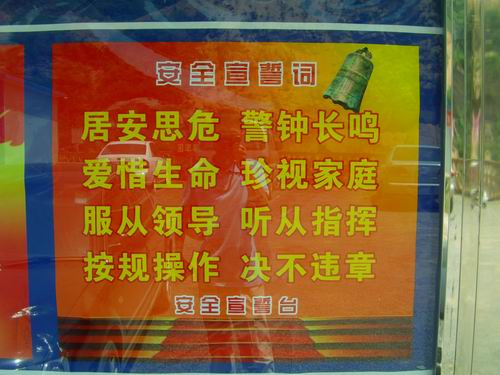 安全宣誓词
居安思危 警钟长鸣
爱惜生命 珍视家庭
服从领导 听从指挥
按规操作 决不违章
安全宣誓台